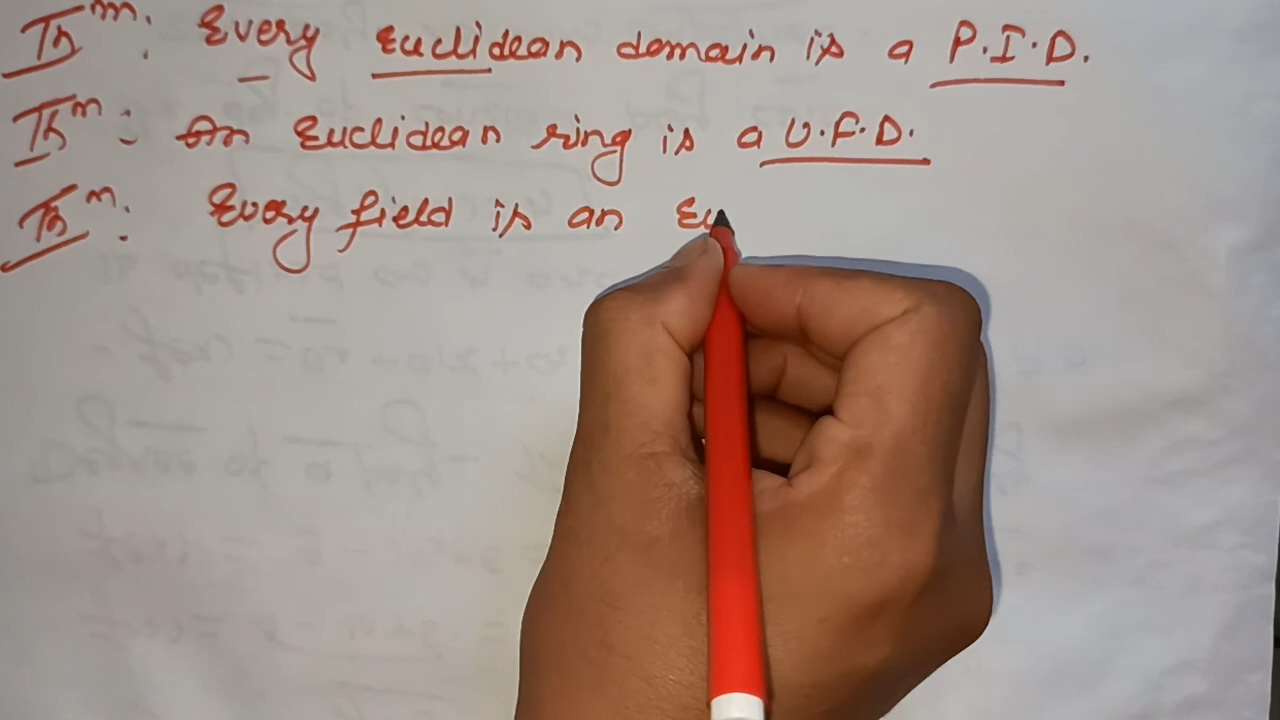 Thm: Every Euclidean domain is a P.I.D.
Thm: An Euclidean ring is a U.F.D.
Thm: Every field is an Eu